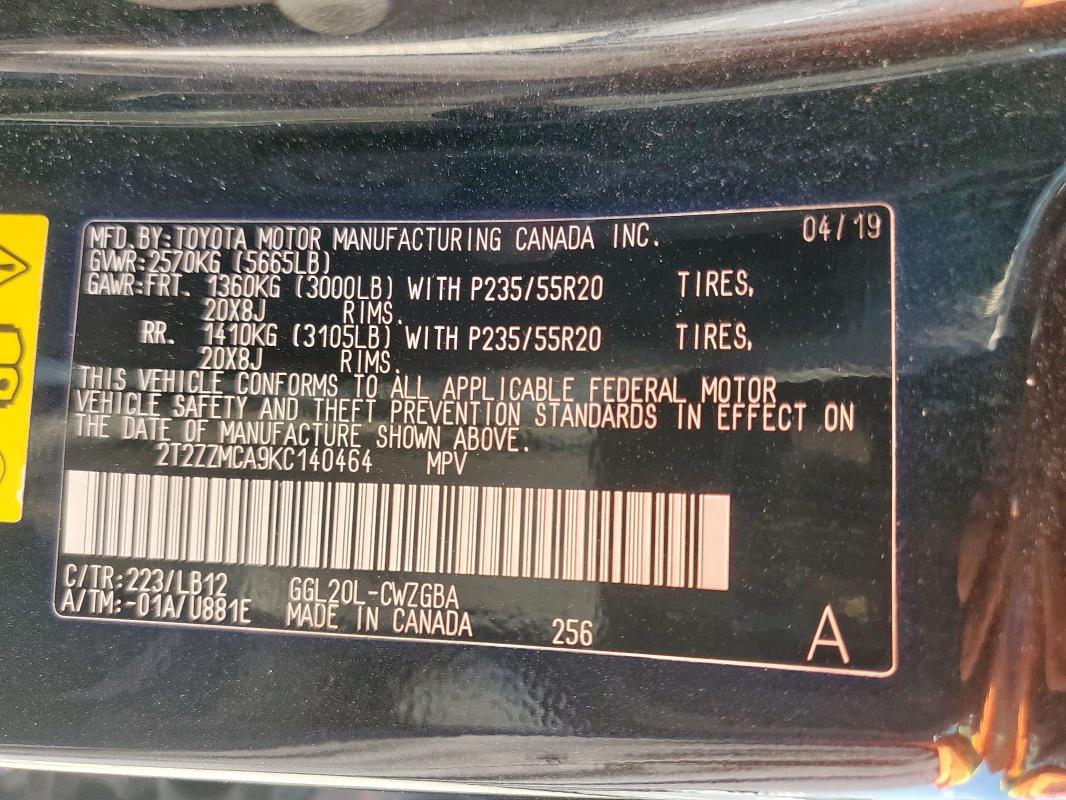 MFD.BY:TOYOTA MOTOR MANUFACTURING CANADA INC. 04/19
GVWR:2570KG (5665LB)
GAWR:FRT. 1360KG (3000LB) WITH P235/55R20 TIRES,
20X8J RIMS.
RR. 1410KG (3105LB) WITH P235/55R20 TIRES,
20X8J RIMS.
THIS VEHICLE CONFORMS TO ALL APPLICABLE FEDERAL MOTOR
VEHICLE SAFETY AND THEFT PREVENTION STANDARDS IN EFFECT ON
THE DATE OF MANUFACTURE SHOWN ABOVE.
2T2ZZMCA9KC140464 MPV
C/TR:223/LB12 GGL20L-CWZGBA
A/TM:-01A/U881E MADE IN CANADA 256 A